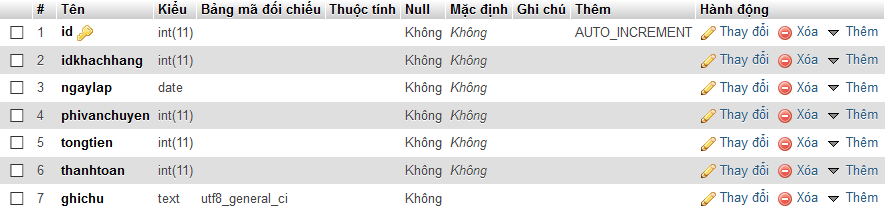 # Tên Kiểu Bảng mã đối chiếu Thuộc tính Null Mặc định Ghi chú Thêm Hành động
1 id int(11) Không Không AUTO_INCREMENT Thay đổi Xóa Thêm
2 idkhachhang int(11) Không Không Thay đổi Xóa Thêm
3 ngaylap date Không Không Thay đổi Xóa Thêm
4 phivanchuyen int(11) Không Không Thay đổi Xóa Thêm
5 tongtien int(11) Không Không Thay đổi Xóa Thêm
6 thanhtoan int(11) Không Không Thay đổi Xóa Thêm
7 ghichu text utf8_general_ci Không Thay đổi Xóa Thêm